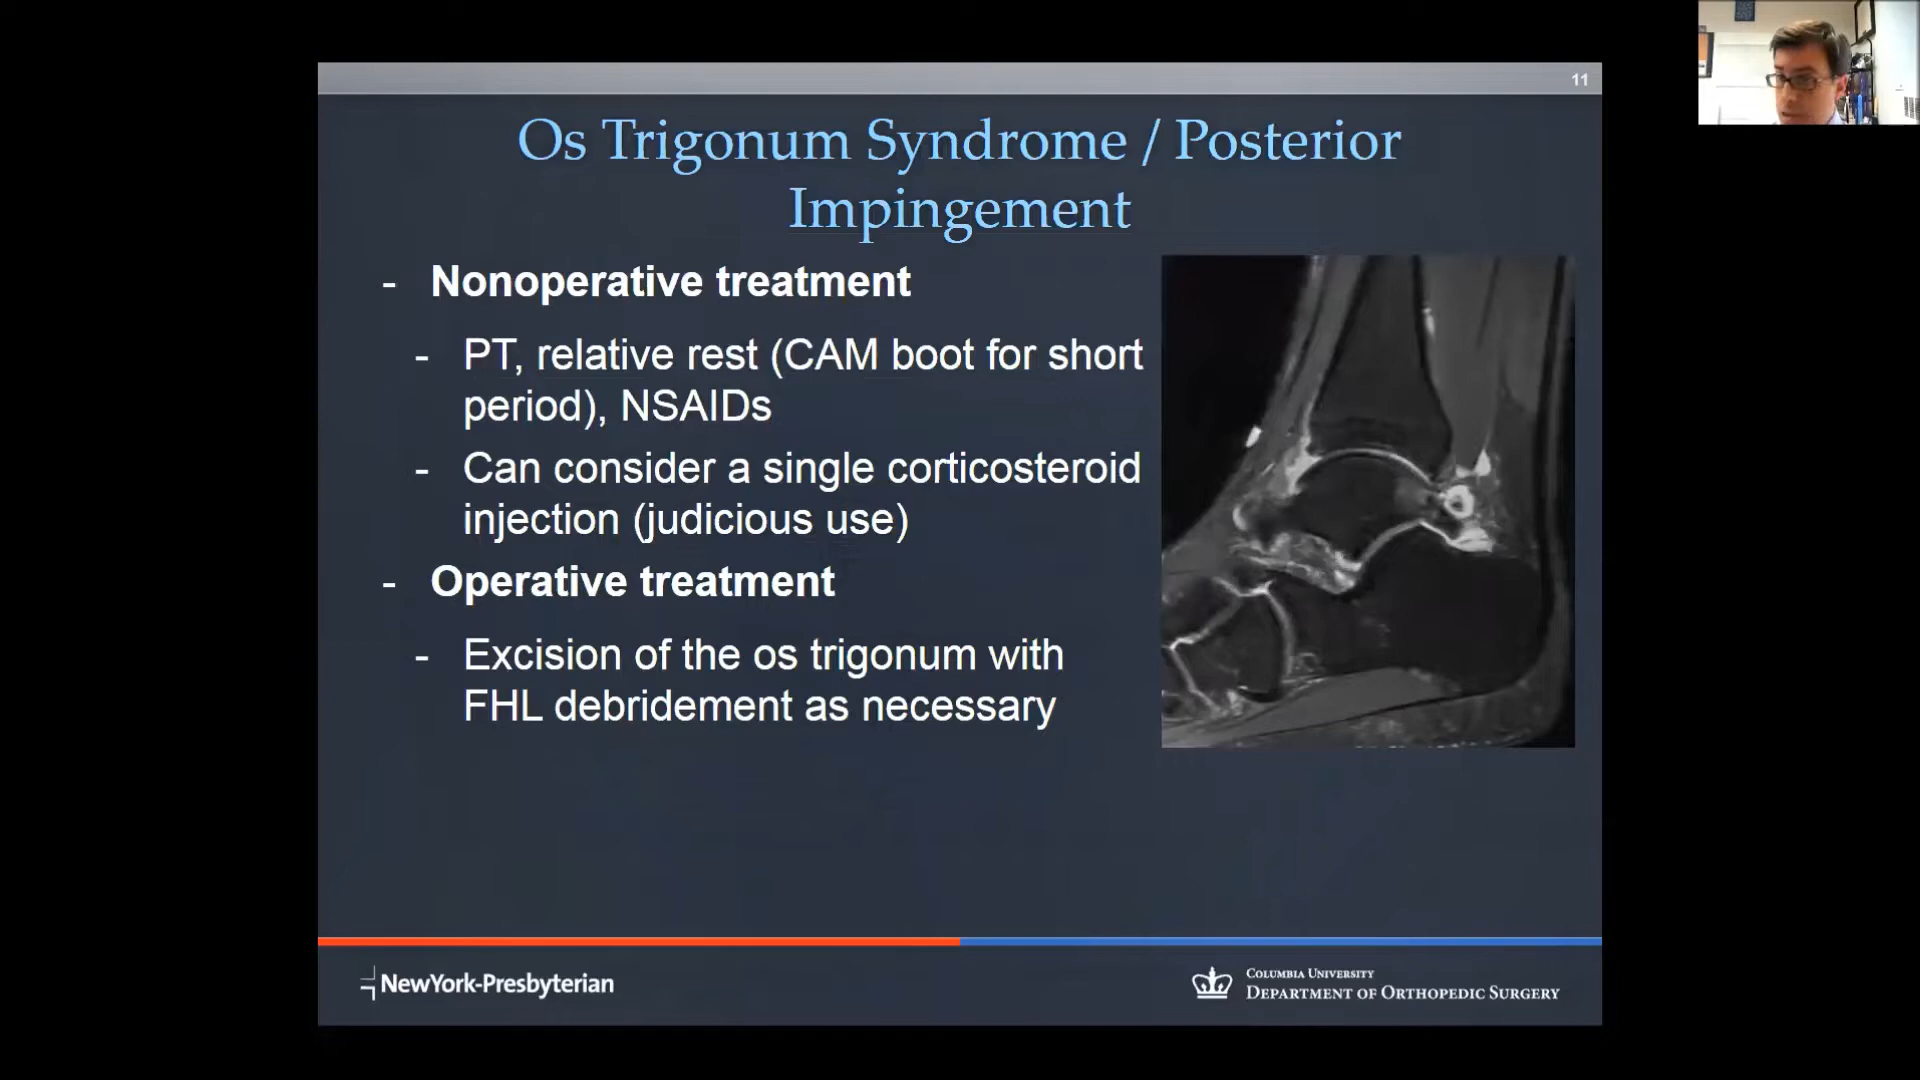 11
Os Trigonum Syndrome / Posterior
Impingement
- Nonoperative treatment
- PT, relative rest (CAM boot for short
period), NSAIDs
- Can consider a single corticosteroid
injection (judicious use)
- Operative treatment
- Excision of the os trigonum with
FHL debridement as necessary
NewYork-Presbyterian
COLUMBIA UNIVERSITY
DEPARTMENT OF ORTHOPEDIC SURGERY